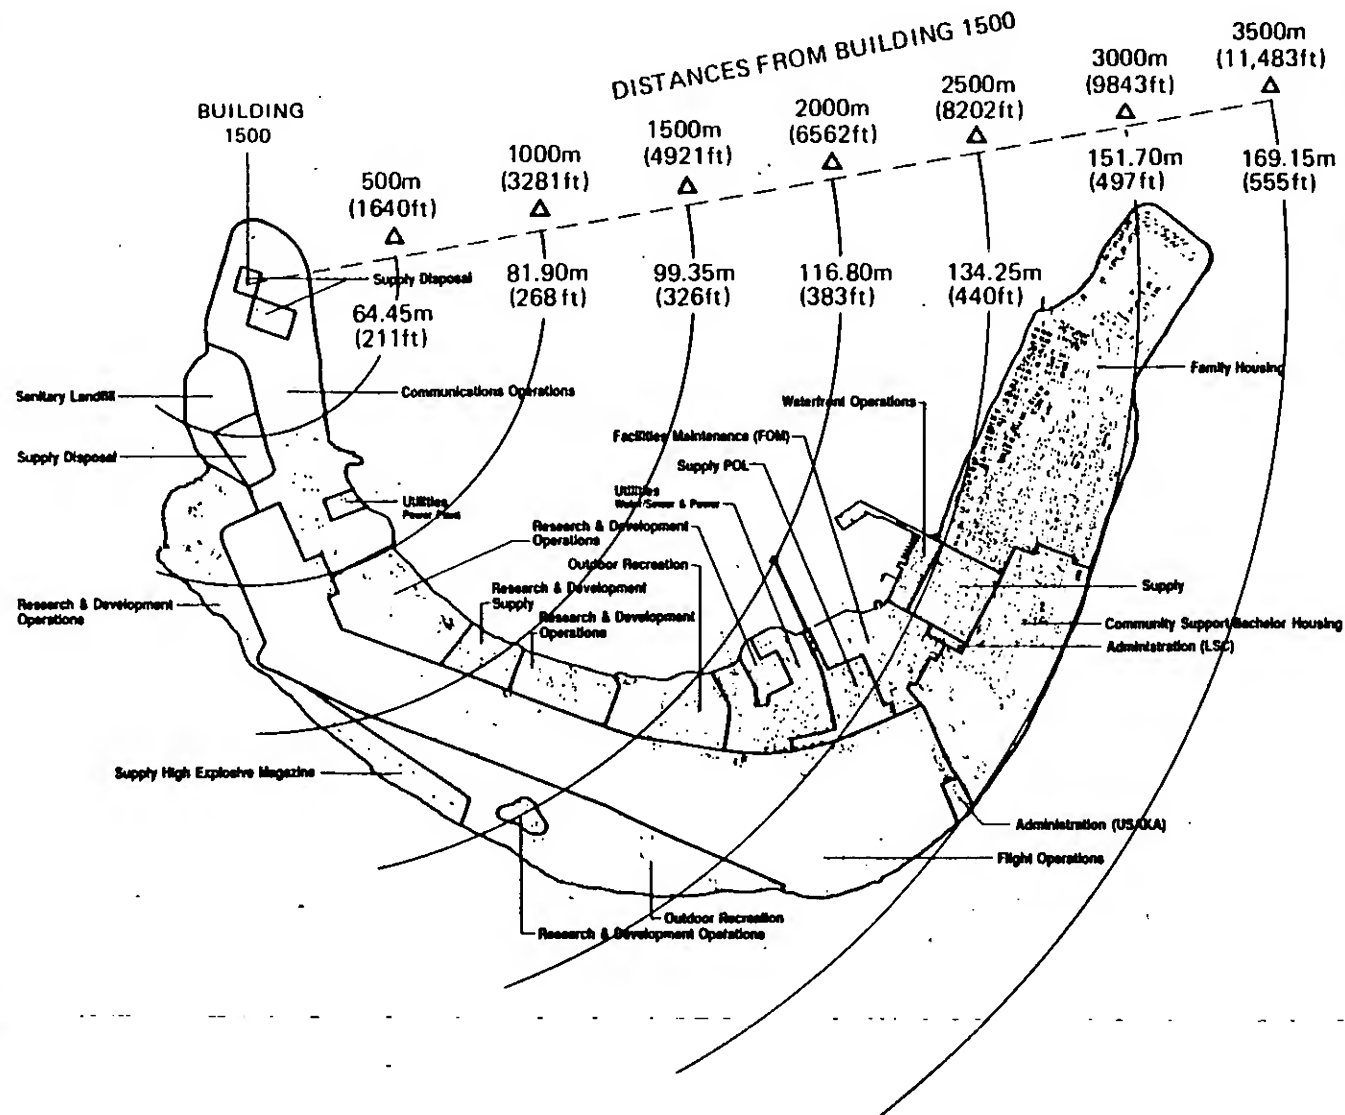 DISTANCES FROM BUILDING 1500
BUILDING
1500
500m
(1640ft)
1000m
(3281ft)
1500m
(4921ft)
2000m
(6562ft)
2500m
(8202ft)
3000m
(9843ft)
3500m
(11,483ft)
64.45m
(211ft)
81.90m
(268 ft)
99.35m
(326ft)
116.80m
(383ft)
134.25m
(440ft)
151.70m
(497ft)
169.15m
(555ft)
Supply Disposal
Sanitary Landfill
Communications Operations
Supply Disposal
Utilities
Power Plant
Research & Development
Operations
Waterfront Operations
Facilities Maintenance (FOM)
Supply POL
Utilities
Water/Sewer & Power
Research & Development
Operations
Outdoor Recreation
Research & Development
Supply
Research & Development
Operations
Family Housing
Supply
Community Support/Bachelor Housing
Administration (LSC)
Supply High Explosive Magazine
Administration (USAKA)
Flight Operations
Outdoor Recreation
Research & Development Operations